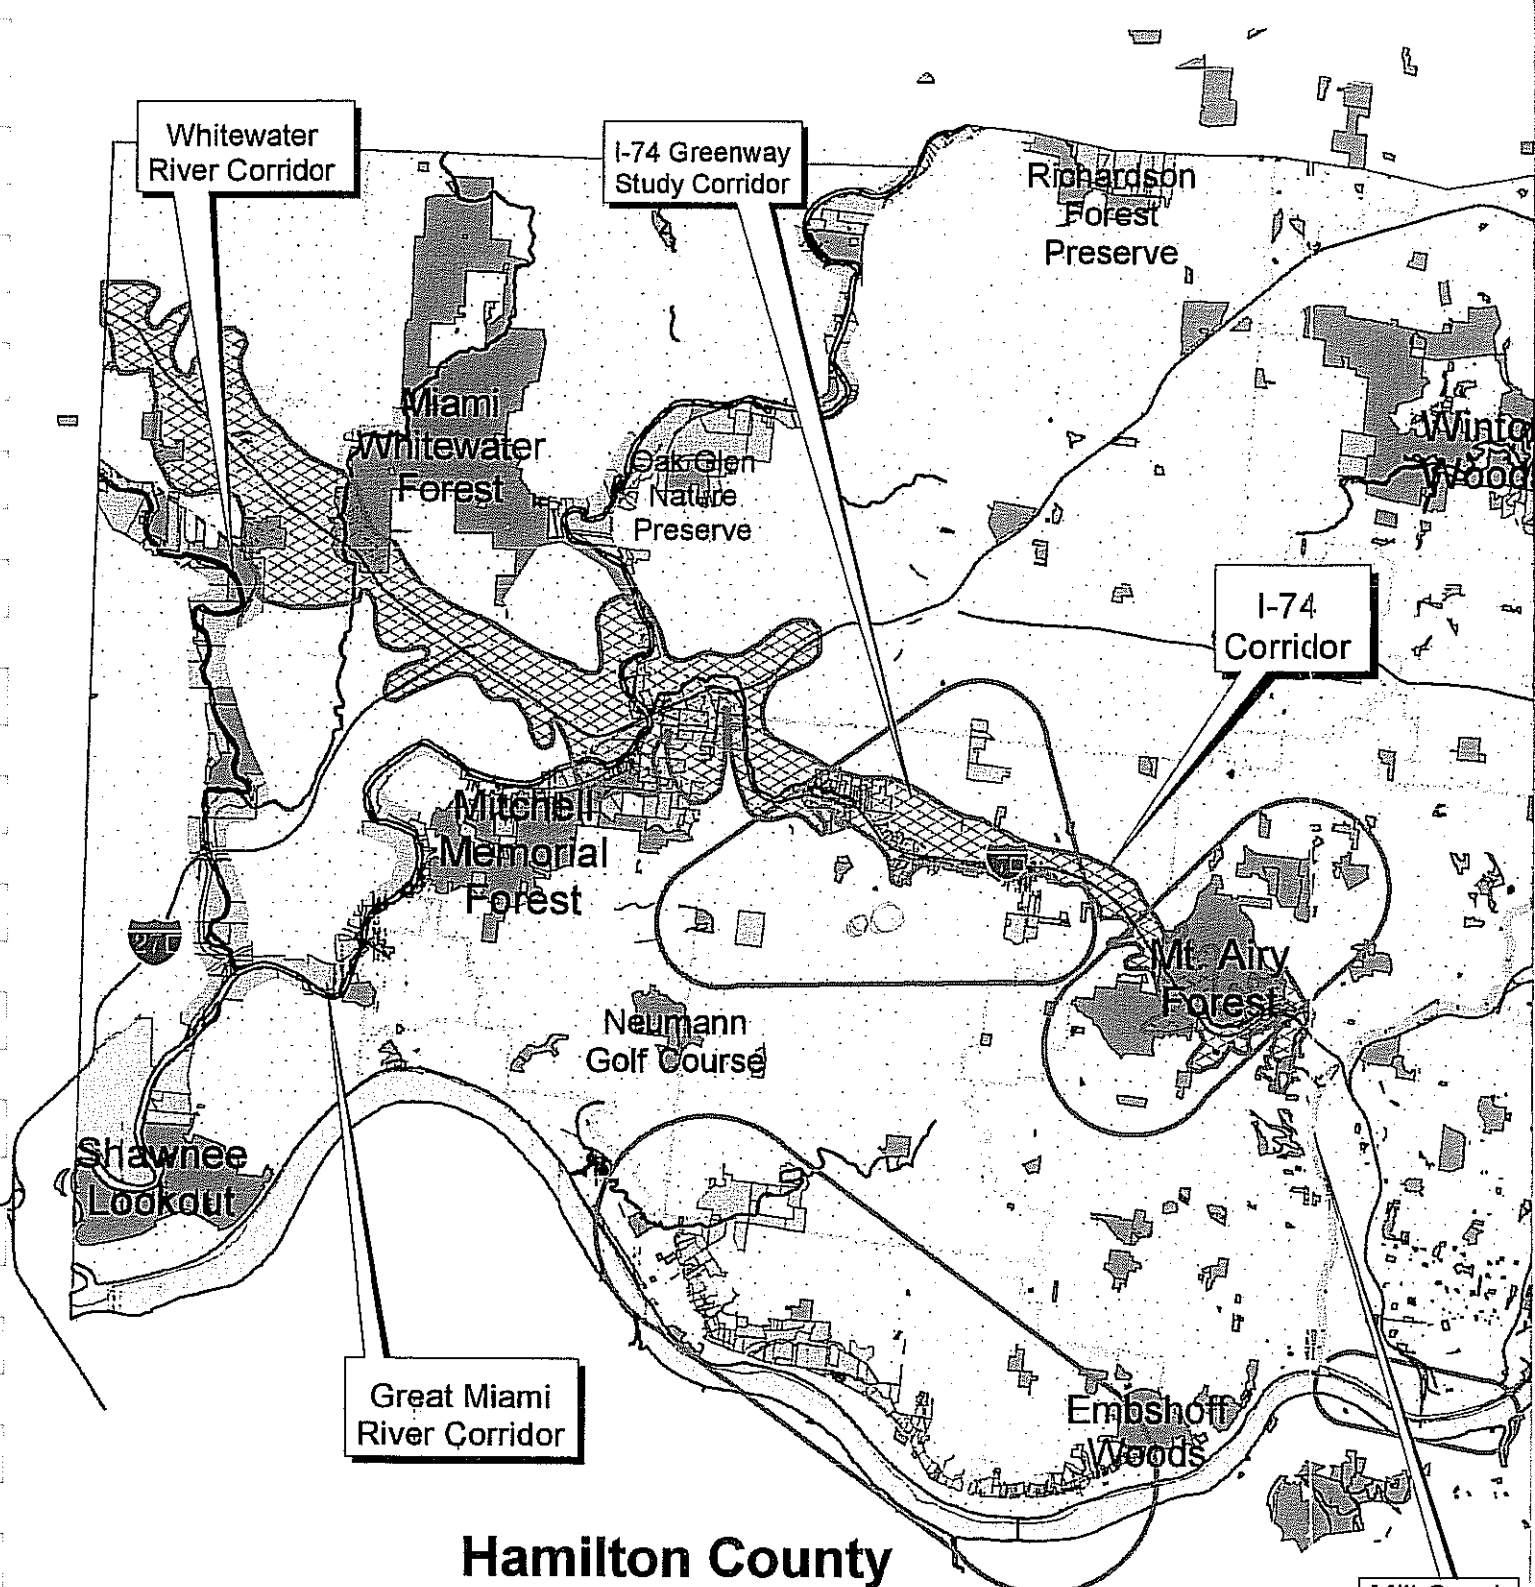 Whitewater
River Corridor
I-74 Greenway
Study Corridor
Richardson
Forest
Preserve
Miami
Whitewater
Forest
Oak Glen
Nature
Preserve
I-74
Corridor
Mitchell
Memorial
Forest
Mt. Airy
Forest
Neumann
Golf Course
Shawnee
Lookout
Great Miami
River Corridor
Embshoff
Woods
Hamilton County